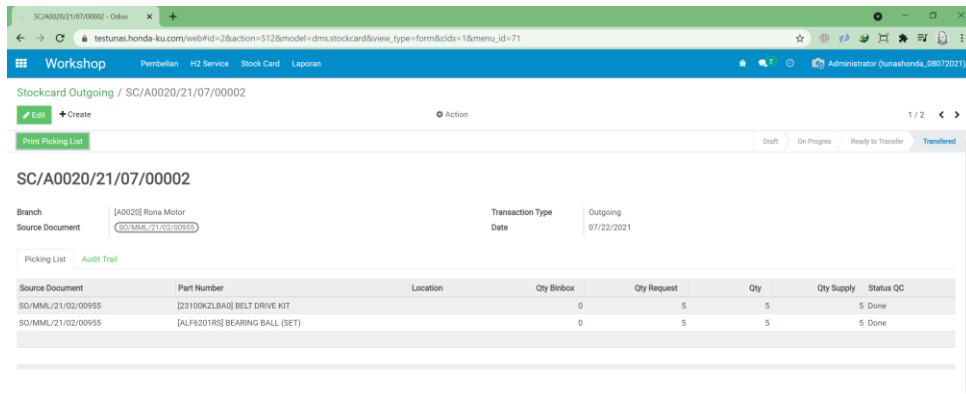 SC/A0020/21/07/00002 - Odoo
testunas.honda-ku.com/web#id=2&action=512&model=dms.stockcard&view_type=form&cids=1&menu_id=71
Workshop Pembelian H2 Service Stock Card Laporan 2 Administrator (tunashonda_08072021)
Stockcard Outgoing / SC/A0020/21/07/00002
Edit + Create Action 1 / 2
Print Picking List Draft On Progres Ready to Transfer Transfered
SC/A0020/21/07/00002
Branch [A0020] Rona Motor Transaction Type Outgoing
Source Document SO/MML/21/02/00955 Date 07/22/2021
Picking List Audit Trail
Source Document Part Number Location Qty Binbox Qty Request Qty Qty Supply Status QC
SO/MML/21/02/00955 [23100KZLBA0] BELT DRIVE KIT 0 5 5 5 Done
SO/MML/21/02/00955 [ALF6201RS] BEARING BALL (SET) 0 5 5 5 Done